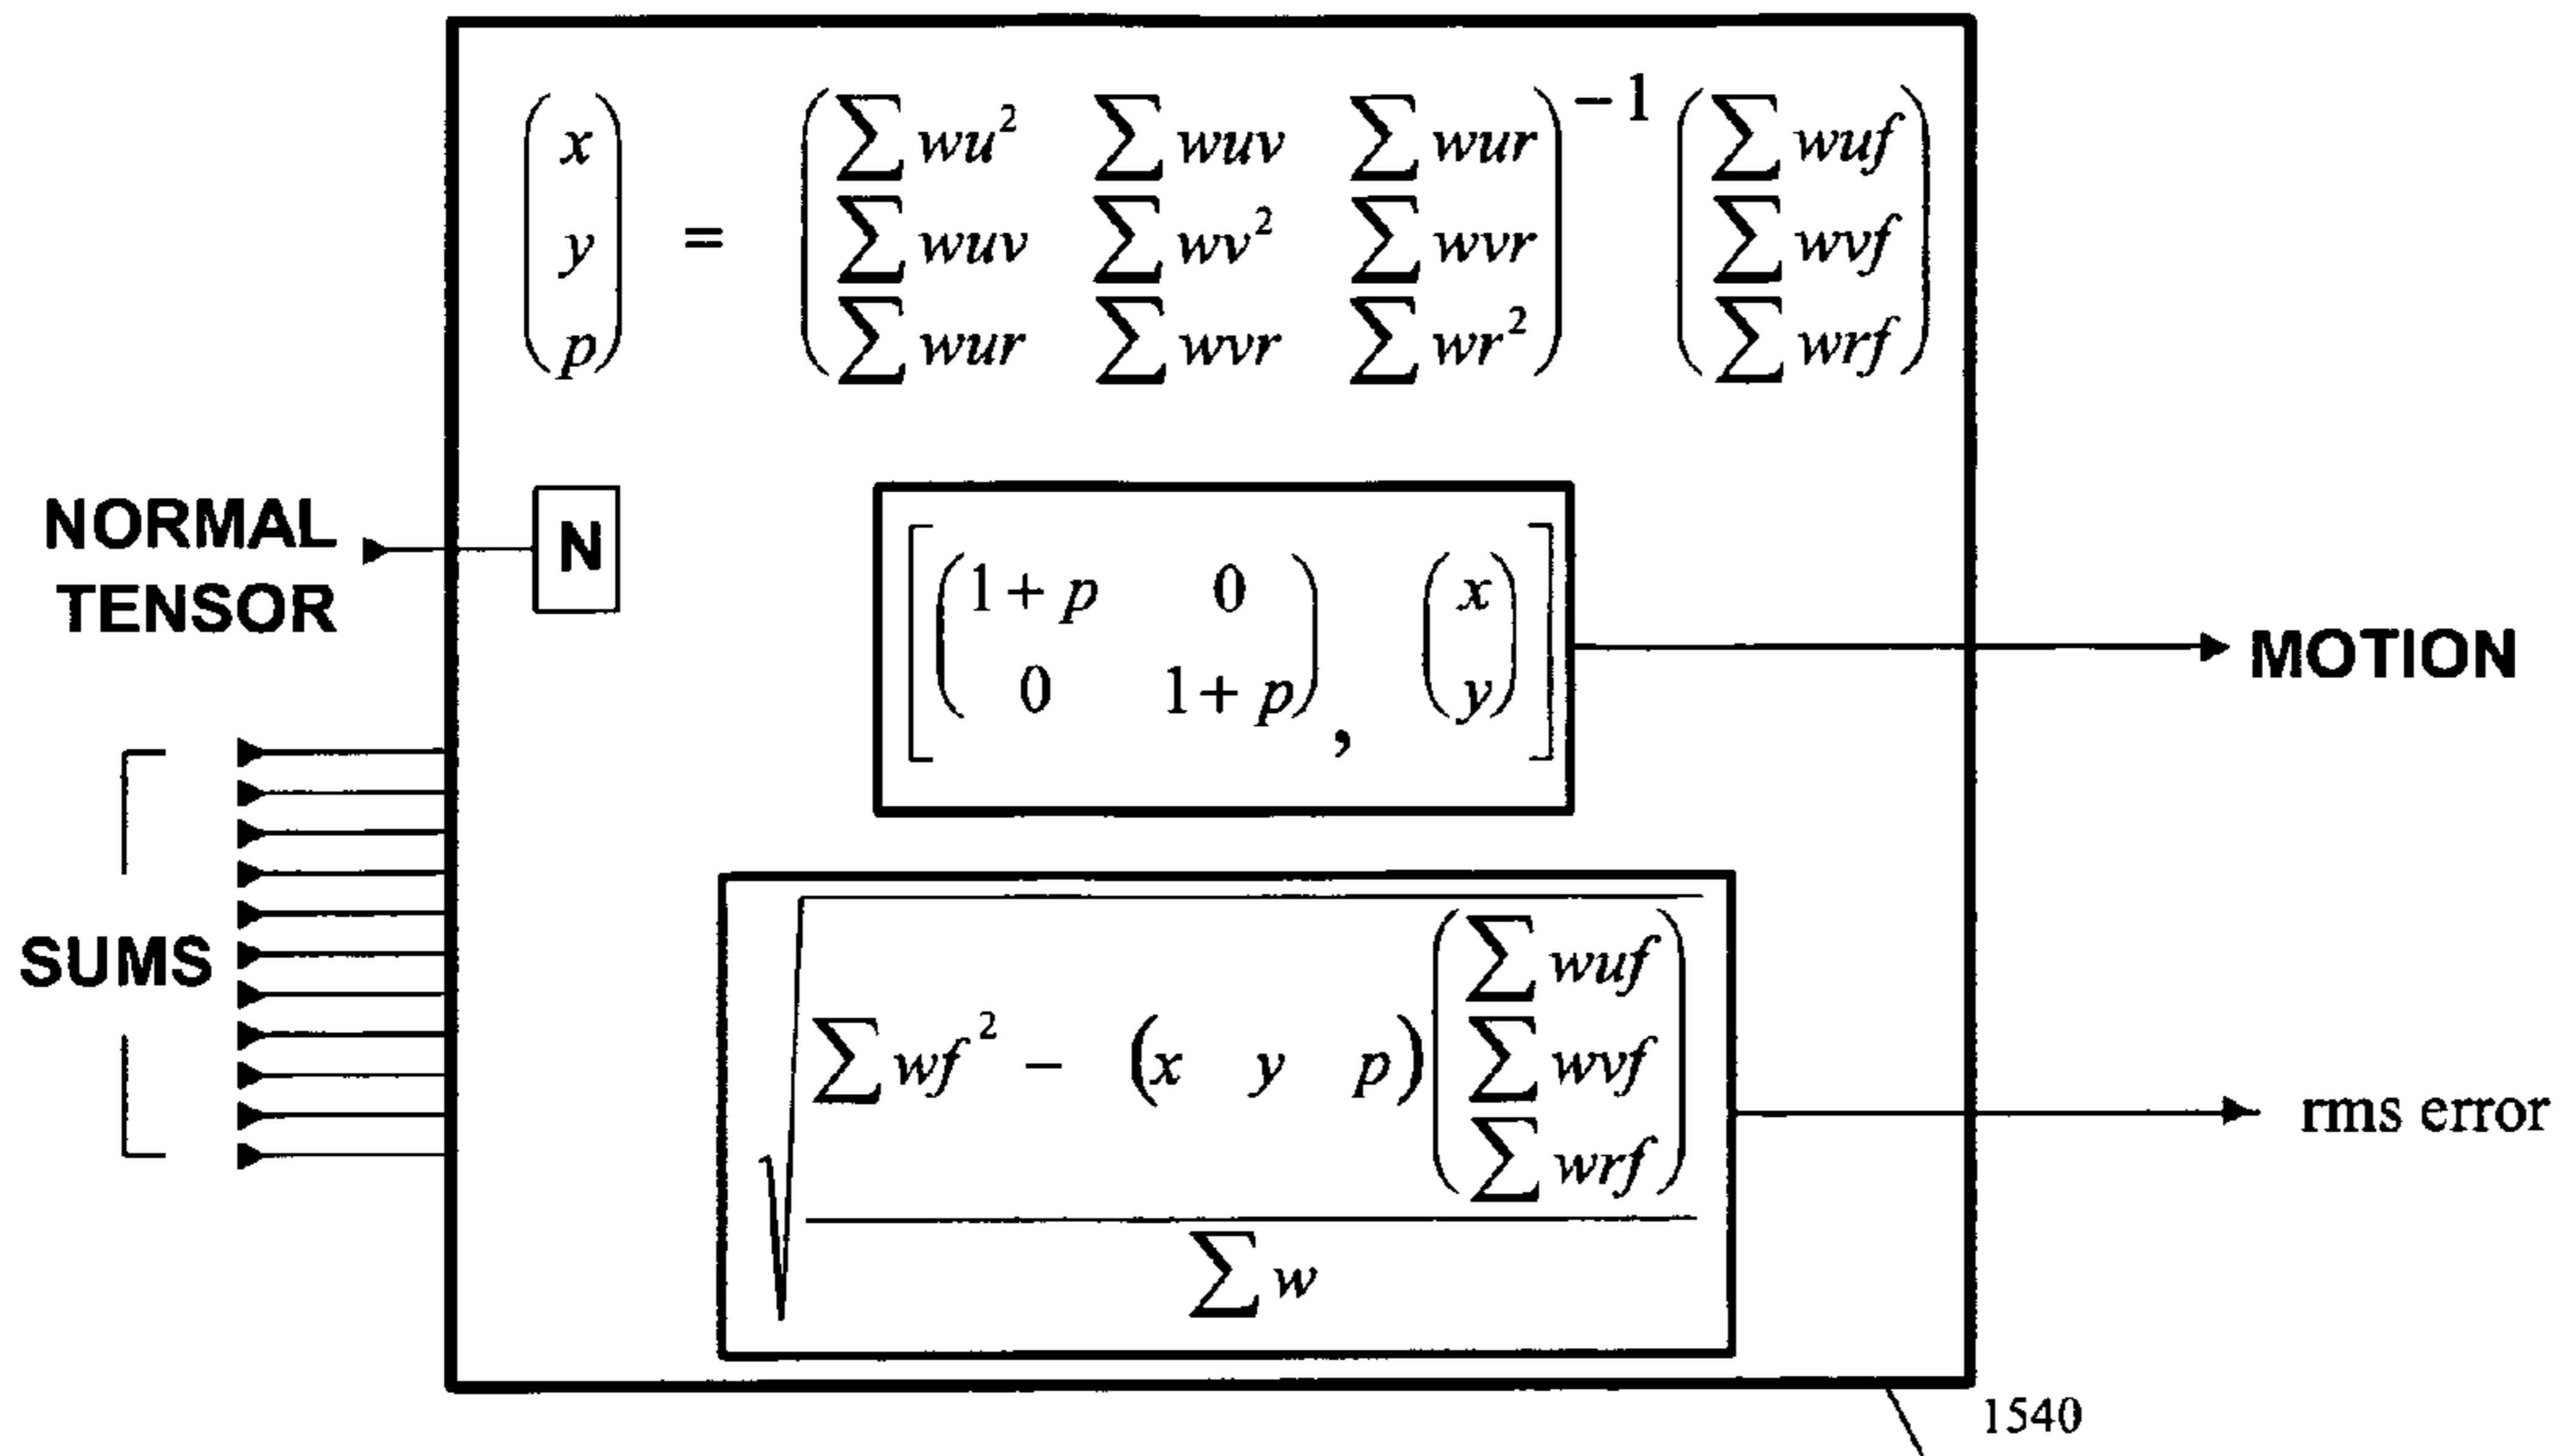 (x y p) = (∑wu² ∑wuv ∑wur
∑wuv ∑wv² ∑wvr
∑wur ∑wvr ∑wr²)⁻¹ (∑wuf ∑wvf ∑wrf)
NORMAL
TENSOR
N
[(1 + p 0
0 1 + p), (x y)]
MOTION
SUMS
√ ∑wf² − (x y p) (∑wuf ∑wvf ∑wrf)
∑w
rms error
1540